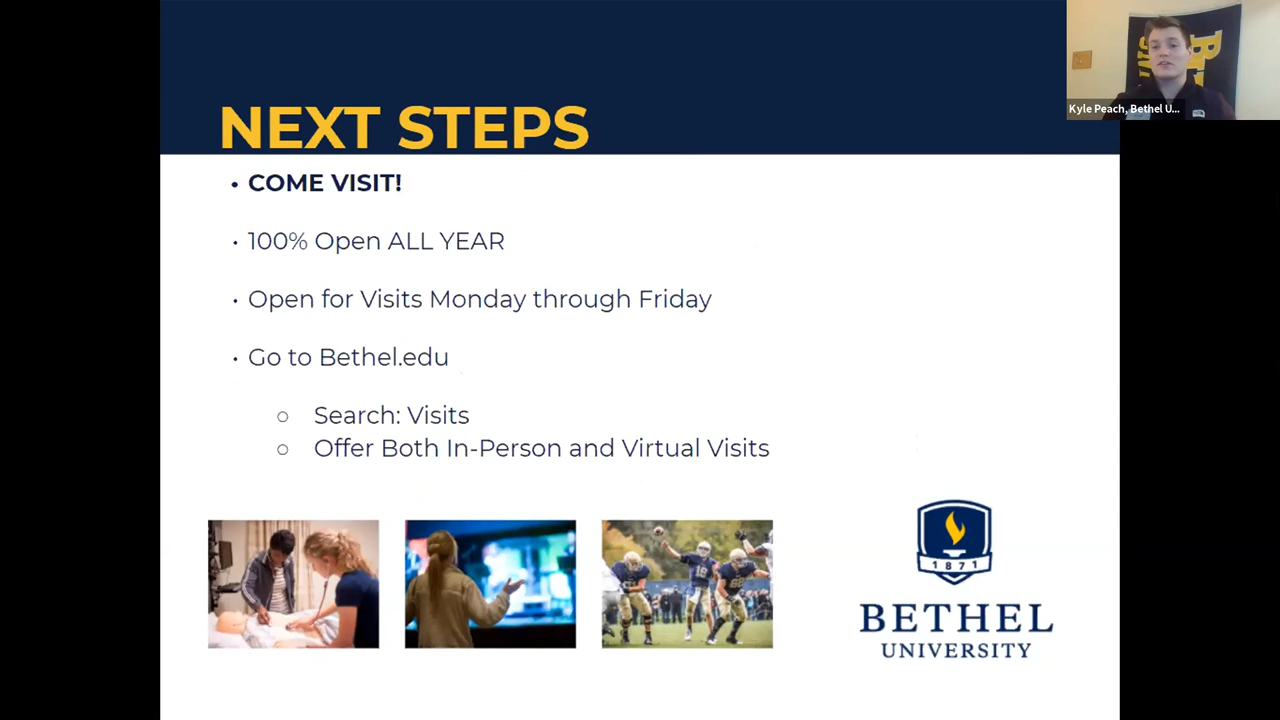 NEXT STEPS
• COME VISIT!
• 100% Open ALL YEAR
• Open for Visits Monday through Friday
• Go to Bethel.edu
○ Search: Visits
○ Offer Both In-Person and Virtual Visits
Kyle Peach, Bethel U...
18
1871
BETHEL
UNIVERSITY